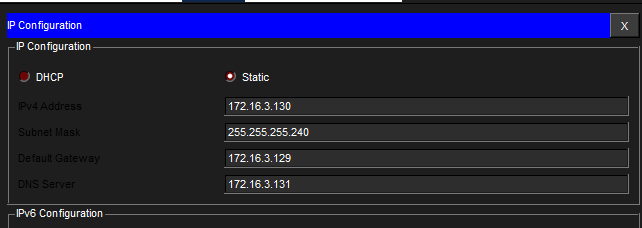 IP Configuration X
IP Configuration
DHCP Static
IPv4 Address 172.16.3.130
Subnet Mask 255.255.255.240
Default Gateway 172.16.3.129
DNS Server 172.16.3.131
IPv6 Configuration